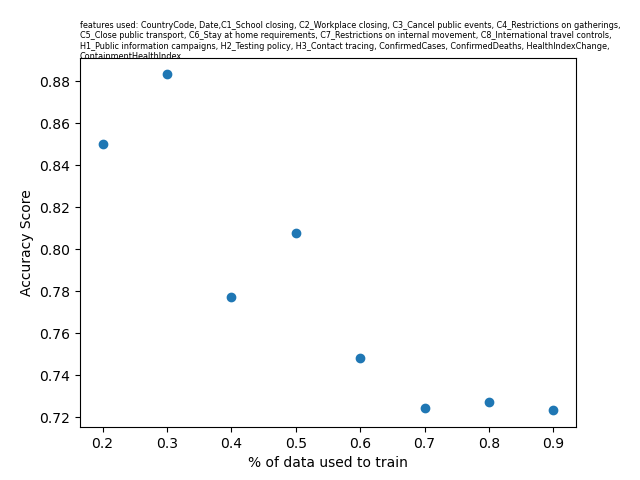 features used: CountryCode, Date,C1_School closing, C2_Workplace closing, C3_Cancel public events, C4_Restrictions on gatherings,
C5_Close public transport, C6_Stay at home requirements, C7_Restrictions on internal movement, C8_International travel controls,
H1_Public information campaigns, H2_Testing policy, H3_Contact tracing, ConfirmedCases, ConfirmedDeaths, HealthIndexChange,
ContainmentHealthIndex
0.88
0.86
0.84
0.82
0.80
0.78
0.76
0.74
0.72
Accuracy Score
0.2 0.3 0.4 0.5 0.6 0.7 0.8 0.9
% of data used to train